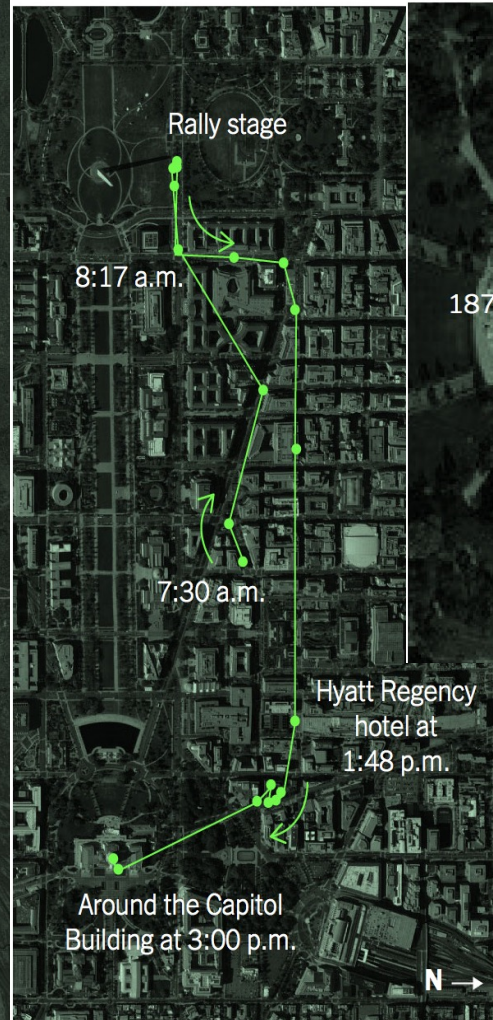 Rally stage
8:17 a.m.
187
7:30 a.m.
Hyatt Regency
hotel at
1:48 p.m.
Around the Capitol
Building at 3:00 p.m.
N